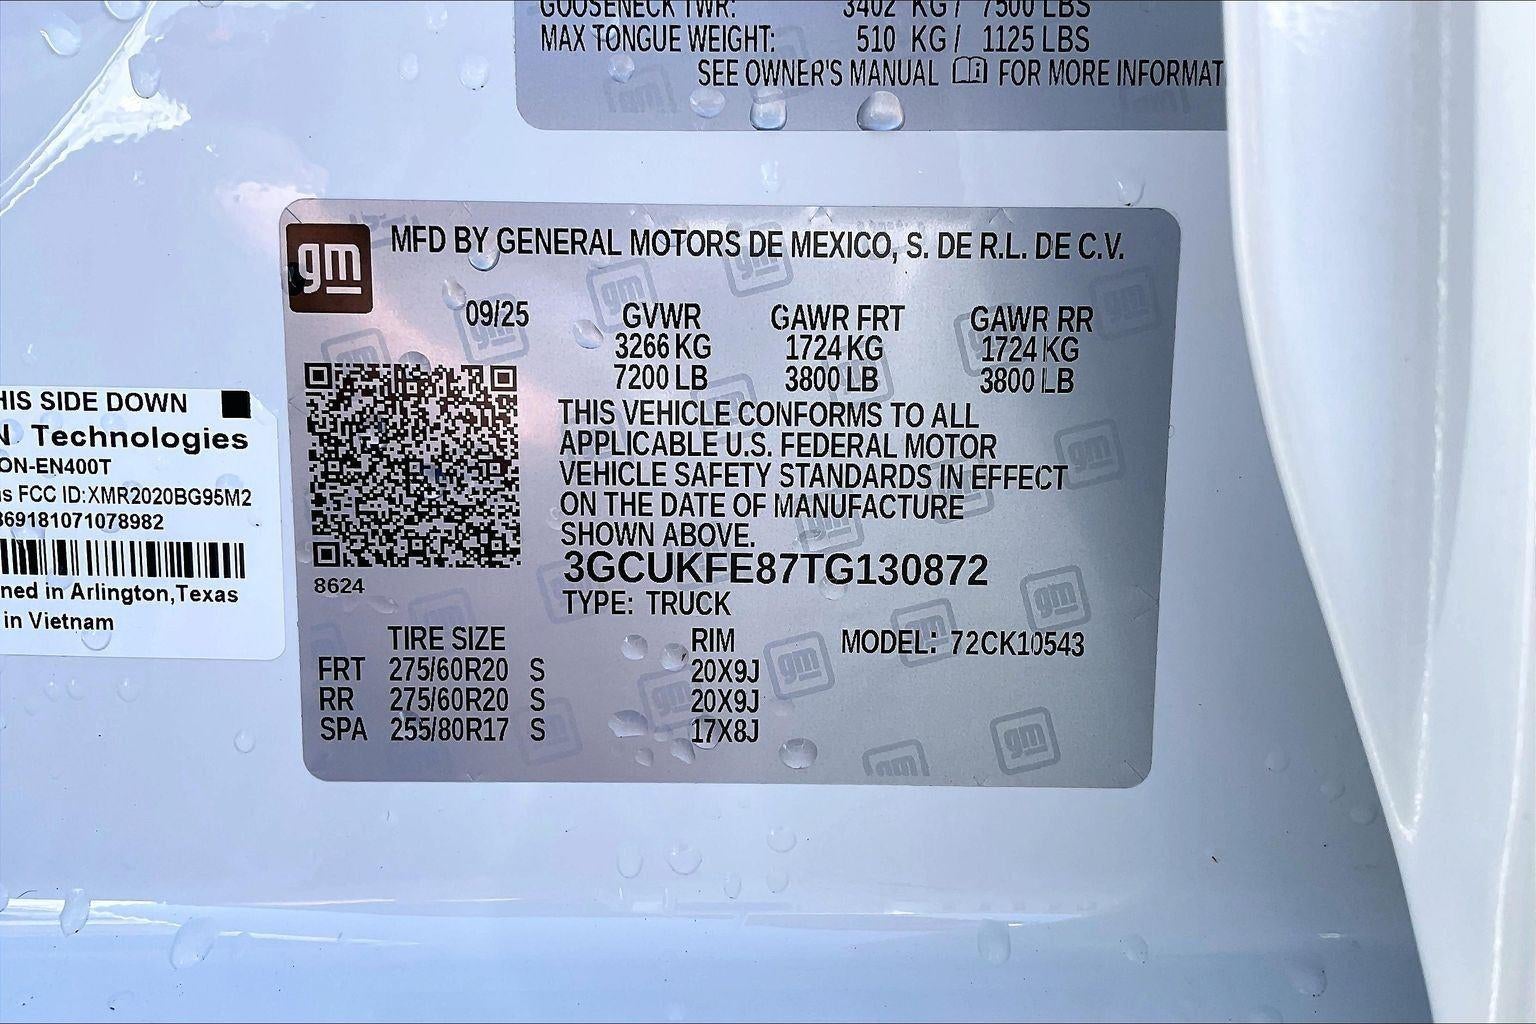 GOOSENECK TWR: 3402 KG / 7500 LBS
MAX TONGUE WEIGHT: 510 KG / 1125 LBS
SEE OWNER'S MANUAL FOR MORE INFORMAT
gm
MFD BY GENERAL MOTORS DE MEXICO, S. DE R.L. DE C.V.
09/25 GVWR GAWR FRT GAWR RR
3266 KG 1724 KG 1724 KG
7200 LB 3800 LB 3800 LB
THIS VEHICLE CONFORMS TO ALL
APPLICABLE U.S. FEDERAL MOTOR
VEHICLE SAFETY STANDARDS IN EFFECT
ON THE DATE OF MANUFACTURE
SHOWN ABOVE.
3GCUKFE87TG130872
8624
TYPE: TRUCK
TIRE SIZE RIM MODEL: 72CK10543
FRT 275/60R20 S 20X9J
RR 275/60R20 S 20X9J
SPA 255/80R17 S 17X8J
HIS SIDE DOWN
N Technologies
ON-EN400T
s FCC ID:XMR2020BG95M2
869181071078982
ned in Arlington,Texas
in Vietnam